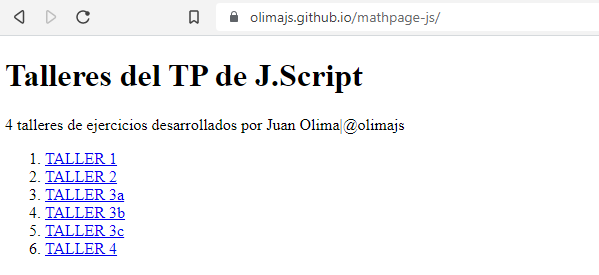 olimajs.github.io/mathpage-js/
Talleres del TP de J.Script
4 talleres de ejercicios desarrollados por Juan Olima|@olimajs
1. TALLER 1
2. TALLER 2
3. TALLER 3a
4. TALLER 3b
5. TALLER 3c
6. TALLER 4